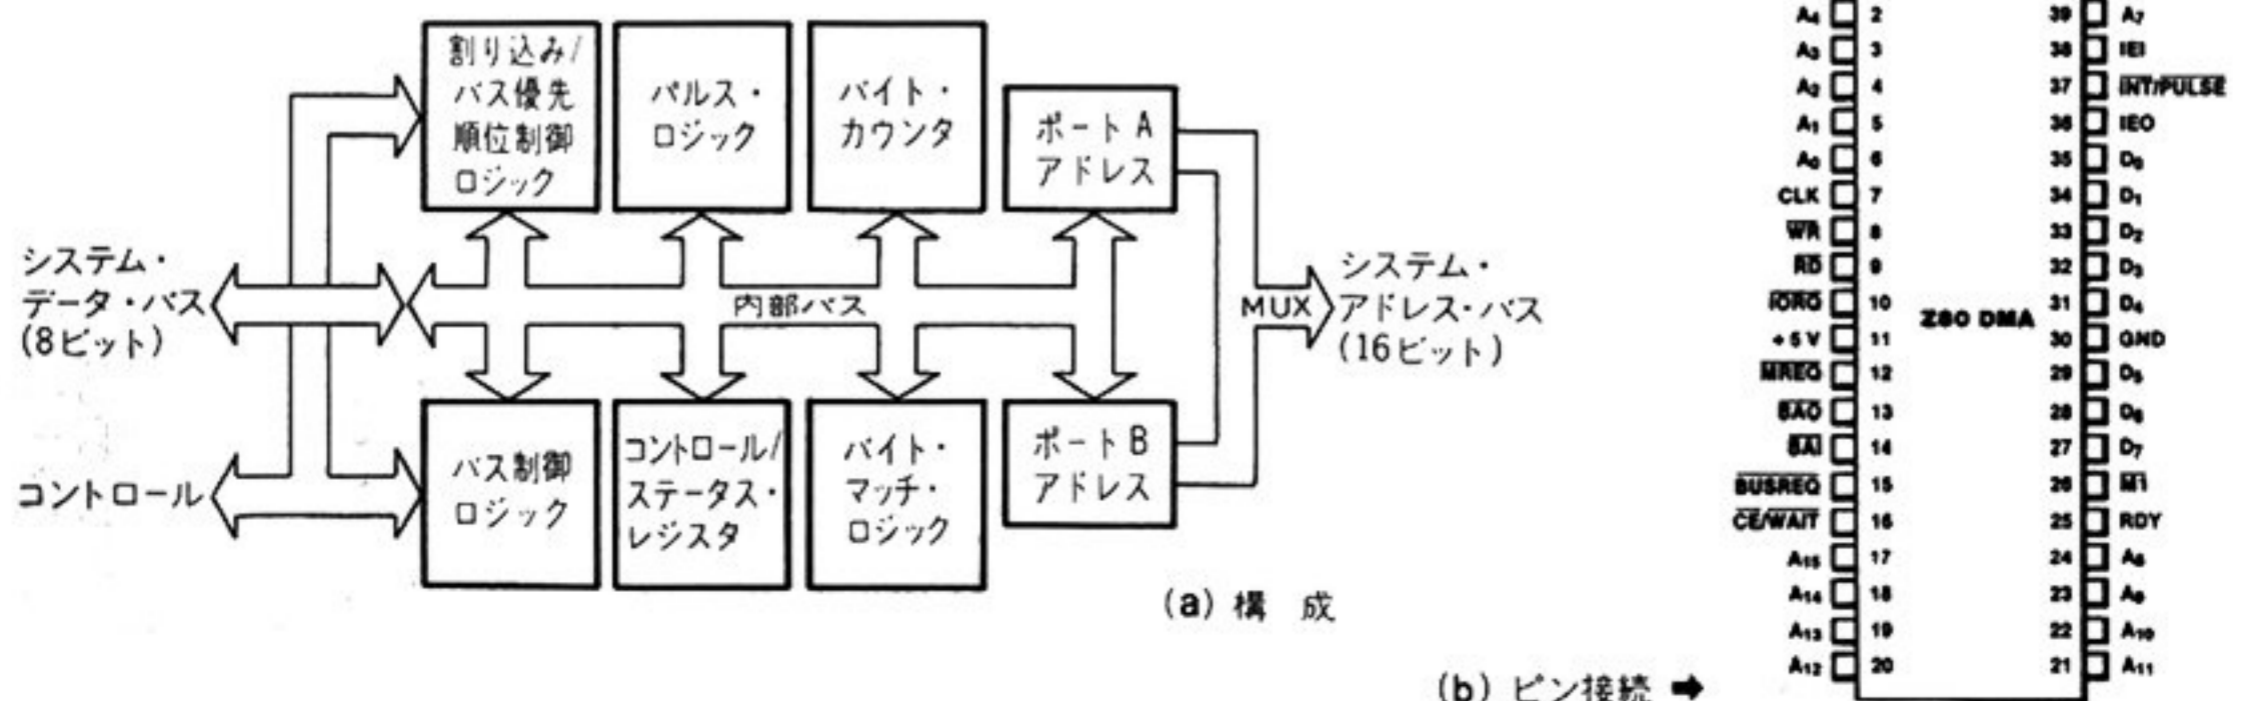 割り込み/
バス優先
順位制御
ロジック
パルス・
ロジック
バイト・
カウンタ
ポートA
アドレス
システム・
データ・バス
(8ビット)
内部バス
MUX
システム・
アドレス・バス
(16ビット)
コントロール
バス制御
ロジック
コントロール/
ステータス・
レジスタ
バイト・
マッチ・
ロジック
ポートB
アドレス
(a) 構 成
(b) ピン接続 ➡
A₄ 2 39 A₇
A₃ 3 38 IEI
A₂ 4 37 INT/PULSE
A₁ 5 36 IEO
A₀ 6 35 D₀
CLK 7 34 D₁
WR 8 33 D₂
RD 9 32 D₃
IORQ 10 31 D₄
Z80 DMA
+5V 11 30 GND
MREQ 12 29 D₅
BAO 13 28 D₆
BAI 14 27 D₇
BUSREQ 15 26 M1
CE/WAIT 16 25 RDY
A₁₅ 17 24 A₈
A₁₄ 18 23 A₉
A₁₃ 19 22 A₁₀
A₁₂ 20 21 A₁₁